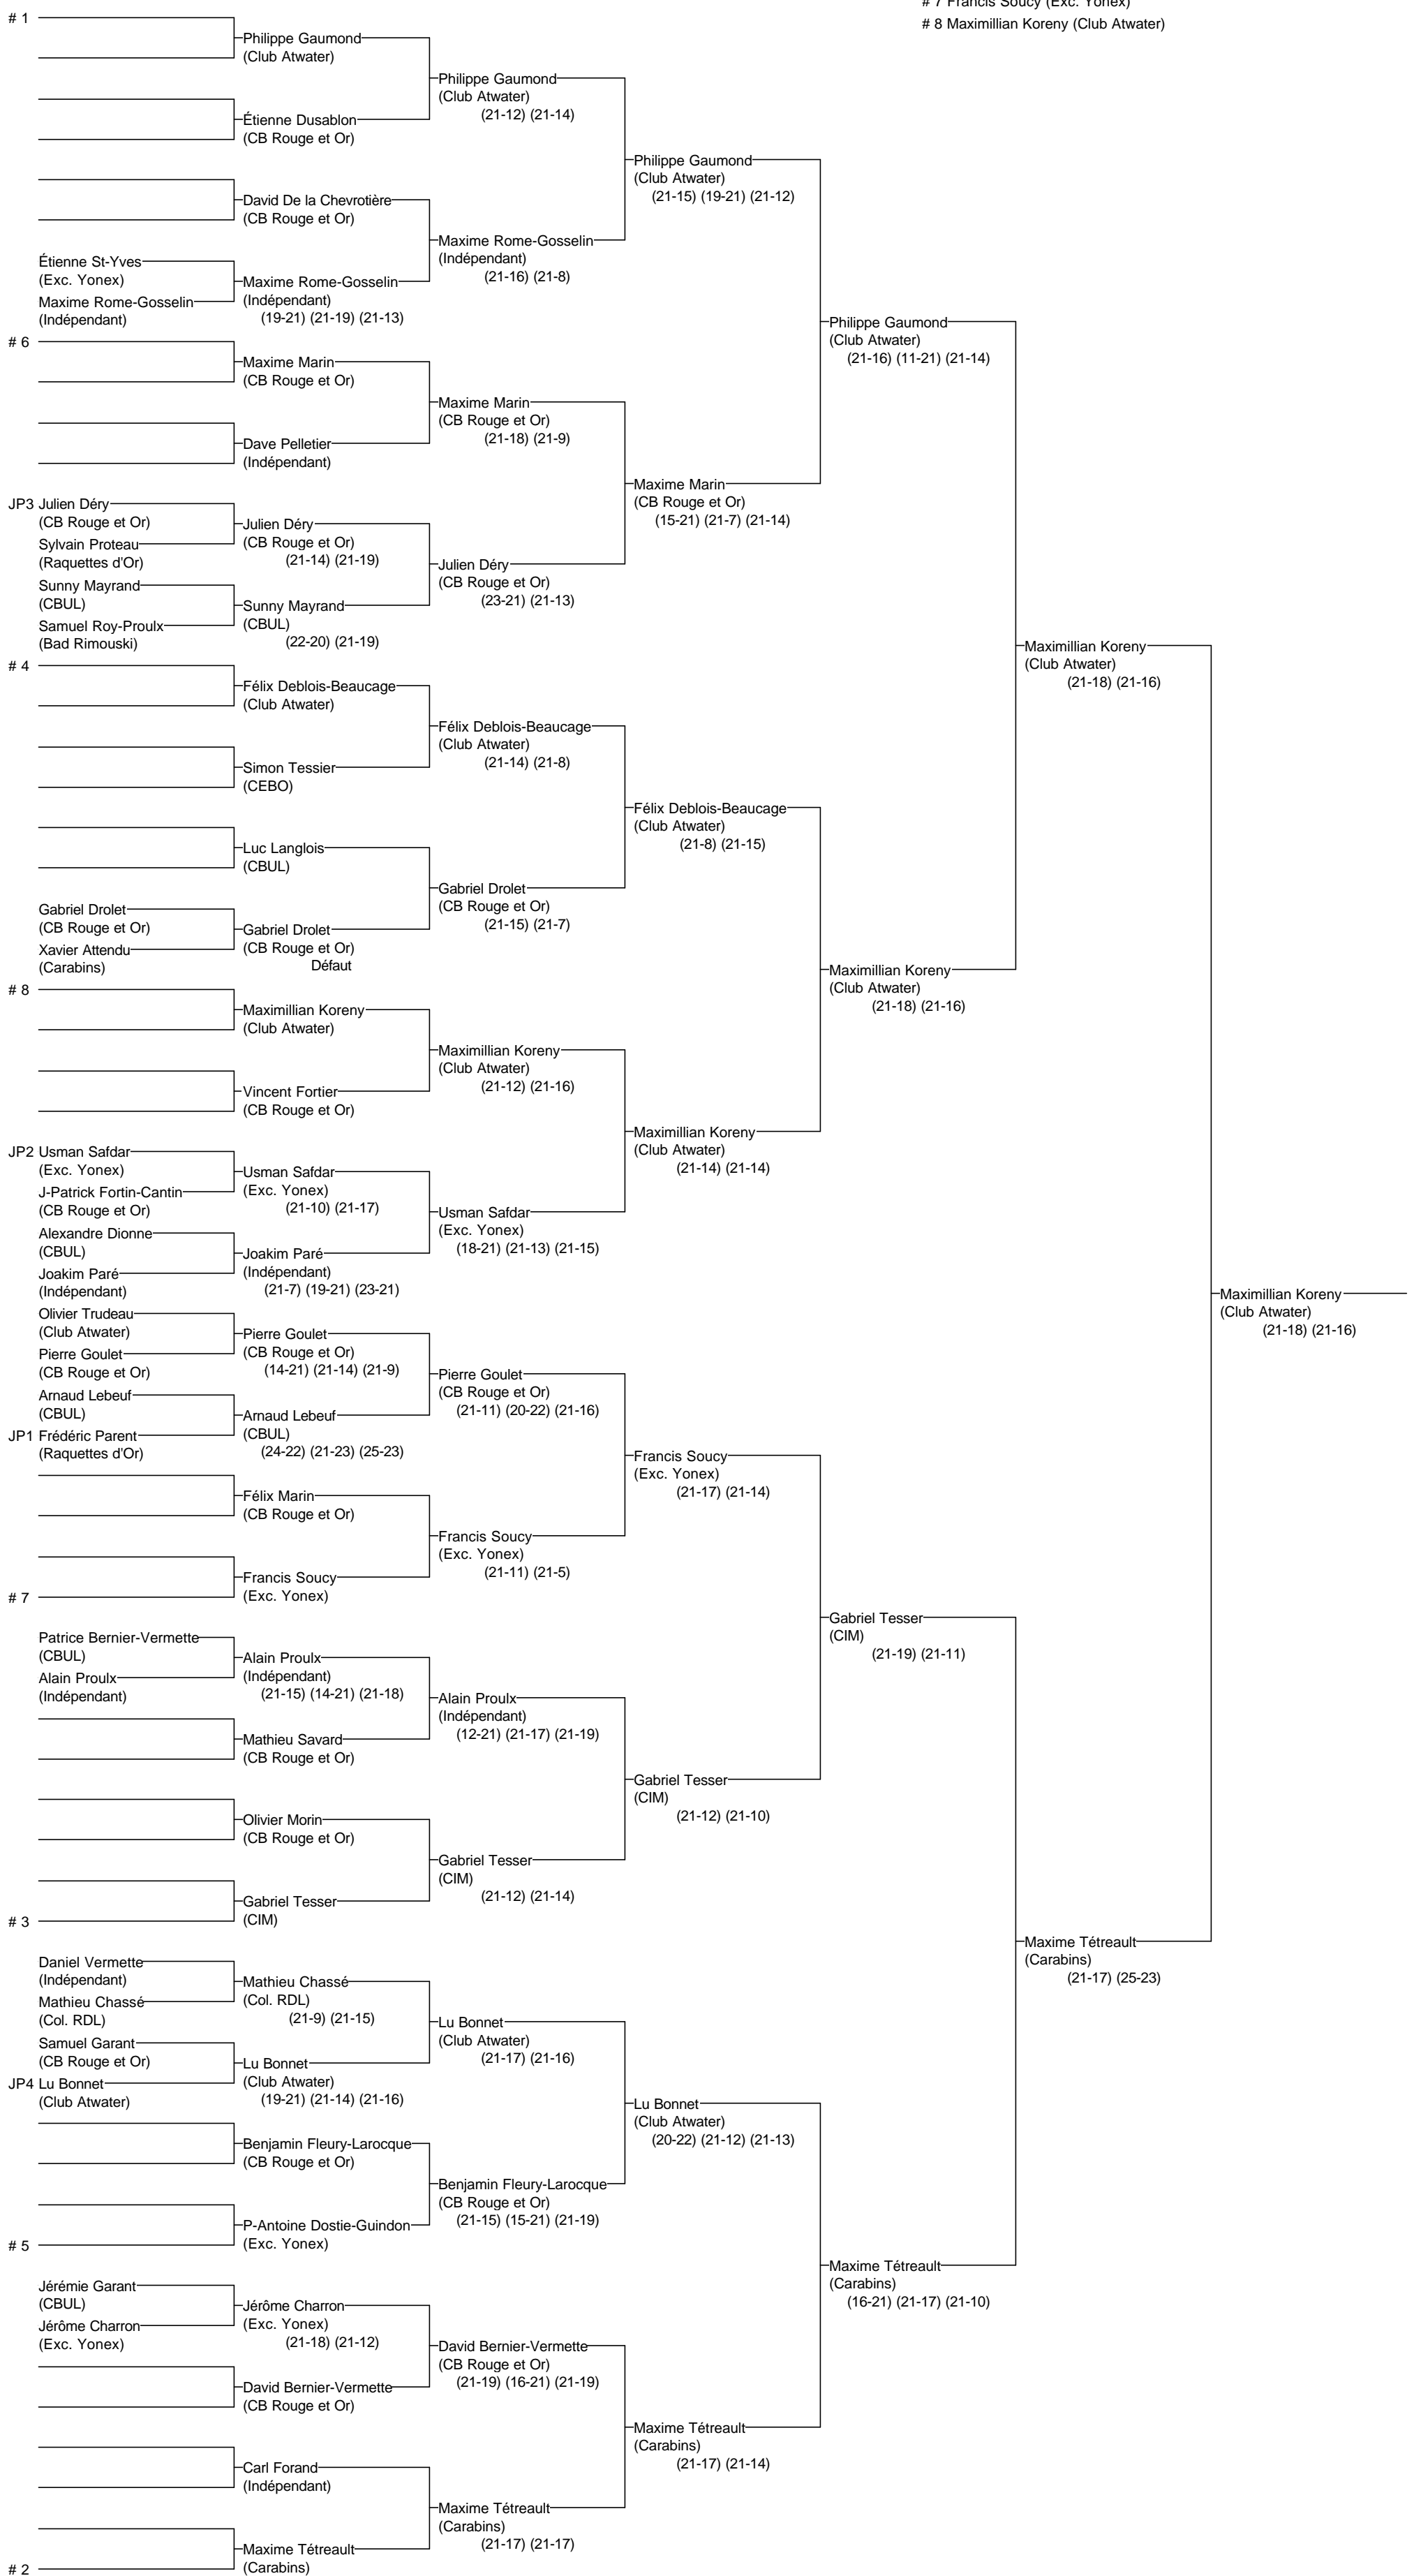 # 7 Francis Soucy (Exc. Yonex)
# 8 Maximillian Koreny (Club Atwater)
# 1
Philippe Gaumond
(Club Atwater)
Philippe Gaumond
(Club Atwater)
(21-12) (21-14)
Étienne Dusablon
(CB Rouge et Or)
Philippe Gaumond
(Club Atwater)
(21-15) (19-21) (21-12)
David De la Chevrotière
(CB Rouge et Or)
Maxime Rome-Gosselin
(Indépendant)
(21-16) (21-8)
Étienne St-Yves
(Exc. Yonex)
Maxime Rome-Gosselin
(Indépendant)
Maxime Rome-Gosselin
(Indépendant)
(19-21) (21-19) (21-13)
Philippe Gaumond
(Club Atwater)
(21-16) (11-21) (21-14)
# 6
Maxime Marin
(CB Rouge et Or)
Maxime Marin
(CB Rouge et Or)
(21-18) (21-9)
Dave Pelletier
(Indépendant)
Maxime Marin
(CB Rouge et Or)
(15-21) (21-7) (21-14)
JP3 Julien Déry
(CB Rouge et Or)
Sylvain Proteau
(Raquettes d'Or)
Julien Déry
(CB Rouge et Or)
(21-14) (21-19)
Julien Déry
(CB Rouge et Or)
(23-21) (21-13)
Sunny Mayrand
(CBUL)
Samuel Roy-Proulx
(Bad Rimouski)
Sunny Mayrand
(CBUL)
(22-20) (21-19)
Maximillian Koreny
(Club Atwater)
(21-18) (21-16)
# 4
Félix Deblois-Beaucage
(Club Atwater)
Félix Deblois-Beaucage
(Club Atwater)
(21-14) (21-8)
Simon Tessier
(CEBO)
Félix Deblois-Beaucage
(Club Atwater)
(21-8) (21-15)
Luc Langlois
(CBUL)
Gabriel Drolet
(CB Rouge et Or)
(21-15) (21-7)
Gabriel Drolet
(CB Rouge et Or)
Xavier Attendu
(Carabins)
Gabriel Drolet
(CB Rouge et Or)
Défaut
Maximillian Koreny
(Club Atwater)
(21-18) (21-16)
# 8
Maximillian Koreny
(Club Atwater)
Maximillian Koreny
(Club Atwater)
(21-12) (21-16)
Vincent Fortier
(CB Rouge et Or)
Maximillian Koreny
(Club Atwater)
(21-14) (21-14)
JP2 Usman Safdar
(Exc. Yonex)
J-Patrick Fortin-Cantin
(CB Rouge et Or)
Usman Safdar
(Exc. Yonex)
(21-10) (21-17)
Usman Safdar
(Exc. Yonex)
(18-21) (21-13) (21-15)
Alexandre Dionne
(CBUL)
Joakim Paré
(Indépendant)
Joakim Paré
(Indépendant)
(21-7) (19-21) (23-21)
Maximillian Koreny
(Club Atwater)
(21-18) (21-16)
Olivier Trudeau
(Club Atwater)
Pierre Goulet
(CB Rouge et Or)
Pierre Goulet
(CB Rouge et Or)
(14-21) (21-14) (21-9)
Pierre Goulet
(CB Rouge et Or)
(21-11) (20-22) (21-16)
Arnaud Lebeuf
(CBUL)
JP1 Frédéric Parent
(Raquettes d'Or)
Arnaud Lebeuf
(CBUL)
(24-22) (21-23) (25-23)
Francis Soucy
(Exc. Yonex)
(21-17) (21-14)
Félix Marin
(CB Rouge et Or)
Francis Soucy
(Exc. Yonex)
(21-11) (21-5)
Francis Soucy
(Exc. Yonex)
# 7
Gabriel Tesser
(CIM)
(21-19) (21-11)
Patrice Bernier-Vermette
(CBUL)
Alain Proulx
(Indépendant)
Alain Proulx
(Indépendant)
(21-15) (14-21) (21-18)
Alain Proulx
(Indépendant)
(12-21) (21-17) (21-19)
Mathieu Savard
(CB Rouge et Or)
Gabriel Tesser
(CIM)
(21-12) (21-10)
Olivier Morin
(CB Rouge et Or)
Gabriel Tesser
(CIM)
(21-12) (21-14)
Gabriel Tesser
(CIM)
# 3
Maxime Tétreault
(Carabins)
(21-17) (25-23)
Daniel Vermette
(Indépendant)
Mathieu Chassé
(Col. RDL)
Mathieu Chassé
(Col. RDL)
(21-9) (21-15)
Lu Bonnet
(Club Atwater)
(21-17) (21-16)
Samuel Garant
(CB Rouge et Or)
JP4 Lu Bonnet
(Club Atwater)
Lu Bonnet
(Club Atwater)
(19-21) (21-14) (21-16)
Lu Bonnet
(Club Atwater)
(20-22) (21-12) (21-13)
Benjamin Fleury-Larocque
(CB Rouge et Or)
Benjamin Fleury-Larocque
(CB Rouge et Or)
(21-15) (15-21) (21-19)
P-Antoine Dostie-Guindon
(Exc. Yonex)
# 5
Maxime Tétreault
(Carabins)
(16-21) (21-17) (21-10)
Jérémie Garant
(CBUL)
Jérôme Charron
(Exc. Yonex)
Jérôme Charron
(Exc. Yonex)
(21-18) (21-12)
David Bernier-Vermette
(CB Rouge et Or)
(21-19) (16-21) (21-19)
David Bernier-Vermette
(CB Rouge et Or)
Maxime Tétreault
(Carabins)
(21-17) (21-14)
Carl Forand
(Indépendant)
Maxime Tétreault
(Carabins)
(21-17) (21-17)
Maxime Tétreault
(Carabins)
# 2